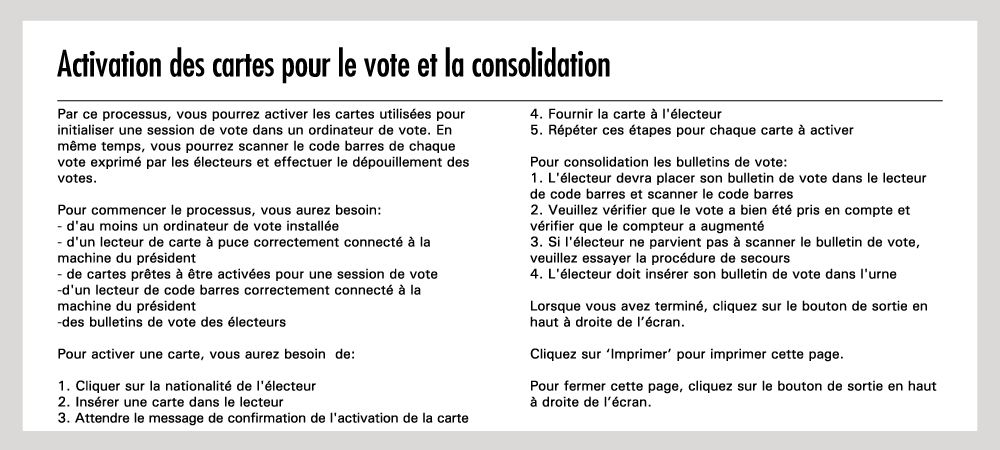 Activation des cartes pour le vote et la consolidation
Par ce processus, vous pourrez activer les cartes utilisées pour
initialiser une session de vote dans un ordinateur de vote. En
même temps, vous pourrez scanner le code barres de chaque
vote exprimé par les électeurs et effectuer le dépouillement des
votes.
Pour commencer le processus, vous aurez besoin:
- d'au moins un ordinateur de vote installée
- d'un lecteur de carte à puce correctement connecté à la
machine du président
- de cartes prêtes à être activées pour une session de vote
-d'un lecteur de code barres correctement connecté à la
machine du président
-des bulletins de vote des électeurs
Pour activer une carte, vous aurez besoin  de:
1. Cliquer sur la nationalité de l'électeur
2. Insérer une carte dans le lecteur
3. Attendre le message de confirmation de l'activation de la carte
4. Fournir la carte à l'électeur
5. Répéter ces étapes pour chaque carte à activer
Pour consolidation les bulletins de vote:
1. L'électeur devra placer son bulletin de vote dans le lecteur
de code barres et scanner le code barres
2. Veuillez vérifier que le vote a bien été pris en compte et
vérifier que le compteur a augmenté
3. Si l'électeur ne parvient pas à scanner le bulletin de vote,
veuillez essayer la procédure de secours
4. L'électeur doit insérer son bulletin de vote dans l'urne
Lorsque vous avez terminé, cliquez sur le bouton de sortie en
haut à droite de l’écran.
Cliquez sur ‘Imprimer’ pour imprimer cette page.
Pour fermer cette page, cliquez sur le bouton de sortie en haut
à droite de l’écran.